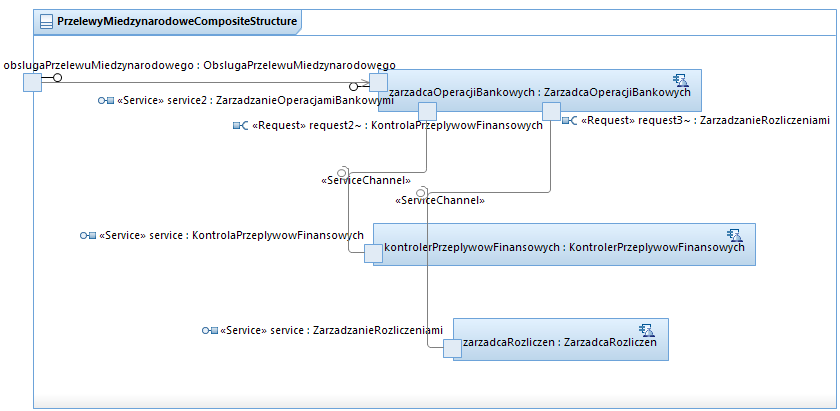 PrzelewyMiedzynarodoweCompositeStructure
obslugaPrzelewuMiedzynarodowego : ObslugaPrzelewuMiedzynarodowego
zarzadcaOperacjiBankowych : ZarzadcaOperacjiBankowych
«Service» service2 : ZarzadzanieOperacjamiBankowymi
«Request» request2~ : KontrolaPrzeplywowFinansowych
«Request» request3~ : ZarzadzanieRozliczeniami
«ServiceChannel»
«ServiceChannel»
«Service» service : KontrolaPrzeplywowFinansowych
kontrolerPrzeplywowFinansowych : KontrolerPrzeplywowFinansowych
«Service» service : ZarzadzanieRozliczeniami
zarzadcaRozliczen : ZarzadcaRozliczen